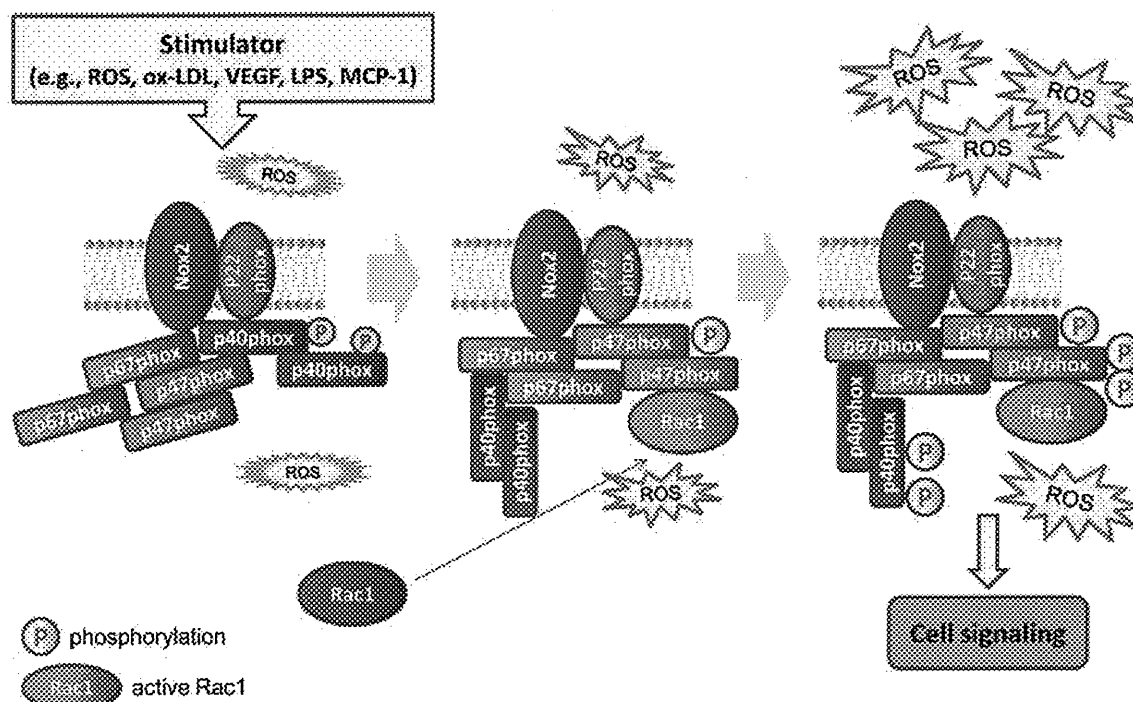 Stimulator
(e.g., ROS, ox-LDL, VEGF, LPS, MCP-1)
ROS
Nox2
P22
phox
p40phox
P
P
p40phox
p67phox
p47phox
p67phox
p47phox
ROS
ROS
Nox2
P22
phox
p47phox
P
p67phox
p47phox
p67phox
Rac1
p40phox
p40phox
ROS
Rac1
ROS
ROS
ROS
Nox2
P22
phox
p47phox
P
p67phox
p47phox
P
P
p67phox
Rac1
p40phox
p40phox
P
P
ROS
Cell signaling
P phosphorylation
Rac1 active Rac1